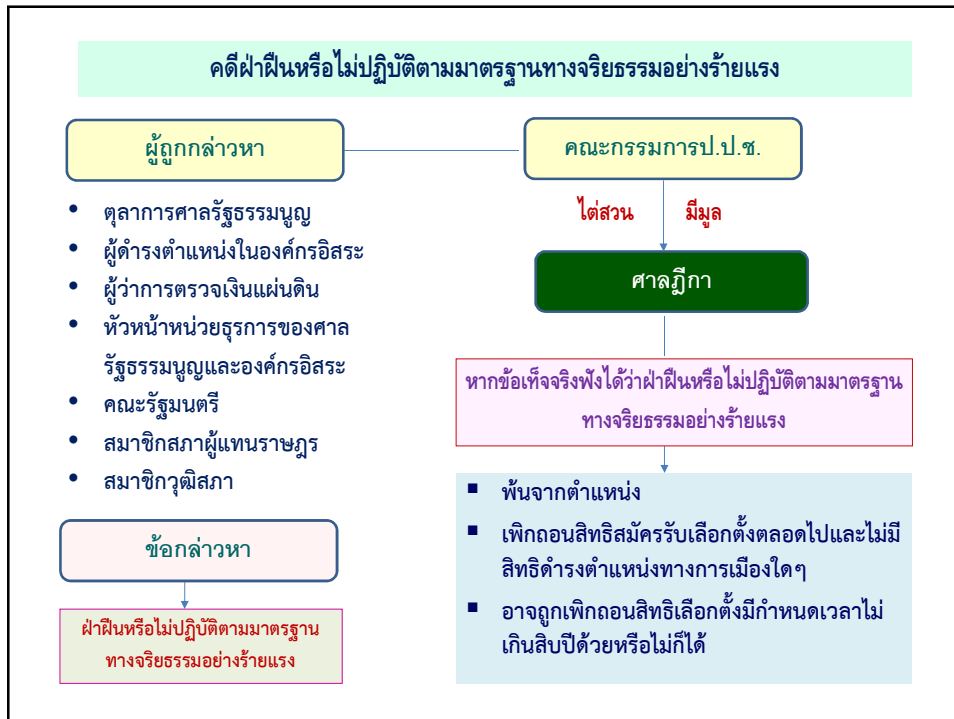 คดีฝ่าฝืนหรือไม่ปฏิบัติตามมาตรฐานทางจริยธรรมอย่างร้ายแรง
ผู้ถูกกล่าวหา
• ตุลาการศาลรัฐธรรมนูญ
• ผู้ดำรงตำแหน่งในองค์กรอิสระ
• ผู้ว่าการตรวจเงินแผ่นดิน
• หัวหน้าหน่วยธุรการของศาล
รัฐธรรมนูญและองค์กรอิสระ
• คณะรัฐมนตรี
• สมาชิกสภาผู้แทนราษฎร
• สมาชิกวุฒิสภา
ข้อกล่าวหา
ฝ่าฝืนหรือไม่ปฏิบัติตามมาตรฐาน
ทางจริยธรรมอย่างร้ายแรง
คณะกรรมการป.ป.ช.
ไต่สวน มีมูล
ศาลฎีกา
หากข้อเท็จจริงฟังได้ว่าฝ่าฝืนหรือไม่ปฏิบัติตามมาตรฐาน
ทางจริยธรรมอย่างร้ายแรง
▪ พ้นจากตำแหน่ง
▪ เพิกถอนสิทธิสมัครรับเลือกตั้งตลอดไปและไม่มี
สิทธิดำรงตำแหน่งทางการเมืองใดๆ
▪ อาจถูกเพิกถอนสิทธิเลือกตั้งมีกำหนดเวลาไม่
เกินสิบปีด้วยหรือไม่ก็ได้